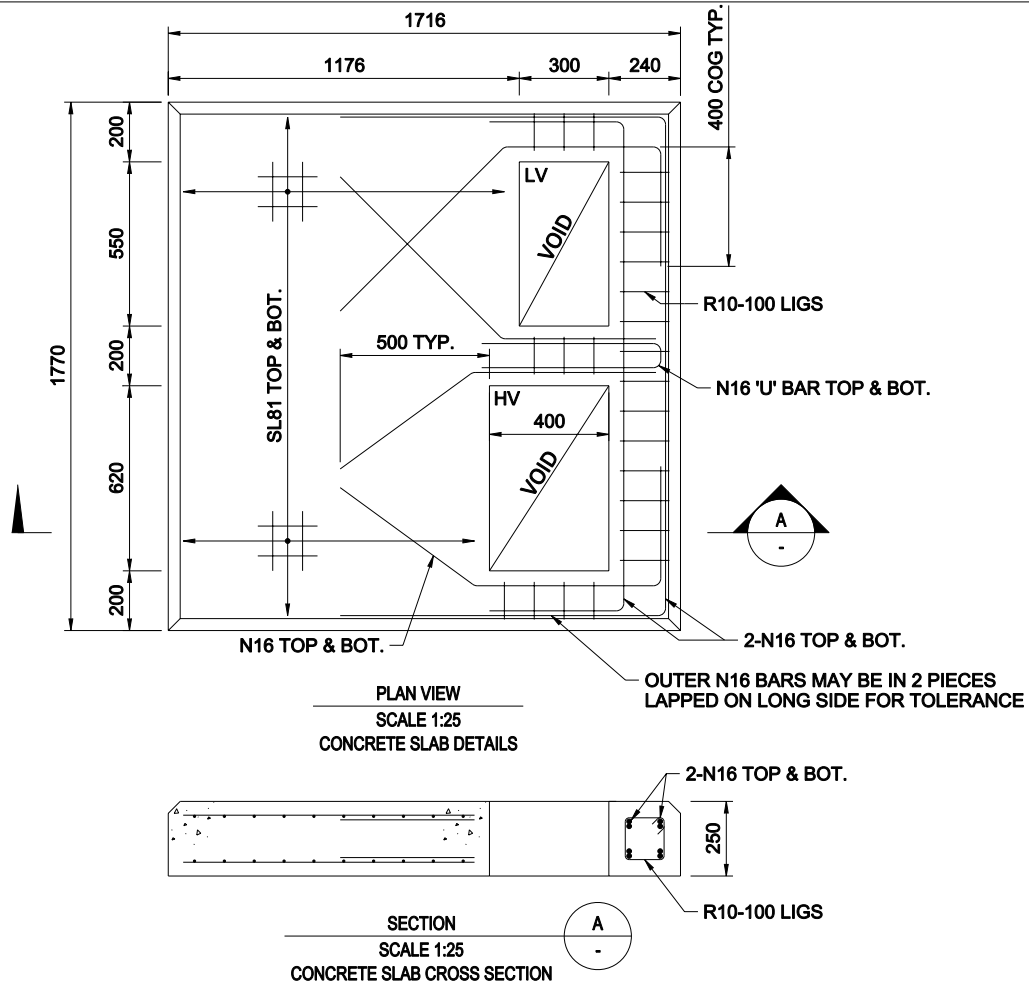 1716
1176
300
240
400 COG TYP.
200
550
200
620
200
1770
LV
VOID
R10-100 LIGS
SL81 TOP & BOT.
500 TYP.
N16 'U' BAR TOP & BOT.
HV
400
VOID
A
-
N16 TOP & BOT.
2-N16 TOP & BOT.
OUTER N16 BARS MAY BE IN 2 PIECES
LAPPED ON LONG SIDE FOR TOLERANCE
PLAN VIEW
SCALE 1:25
CONCRETE SLAB DETAILS
2-N16 TOP & BOT.
250
R10-100 LIGS
SECTION
A
-
SCALE 1:25
CONCRETE SLAB CROSS SECTION